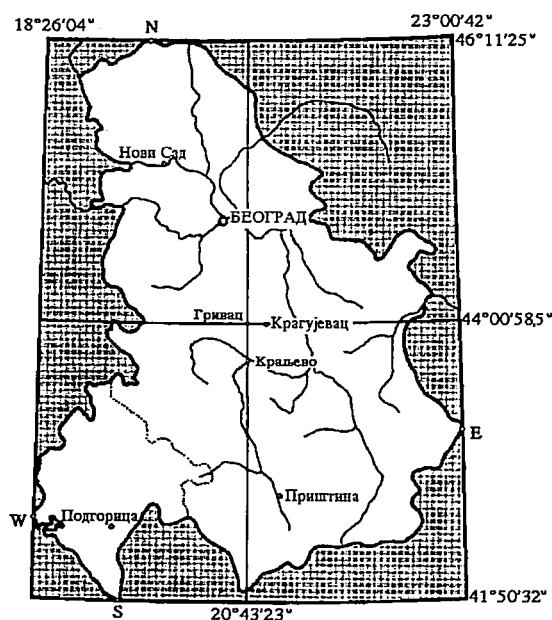 18°26'04"
N
23°00'42"
46°11'25"
Нови Сад
БЕОГРАД
Гривац
Крагујевац
44°00'58,5"
Краљево
E
Приштина
W
Подгорица
41°50'32"
S
20°43'23"